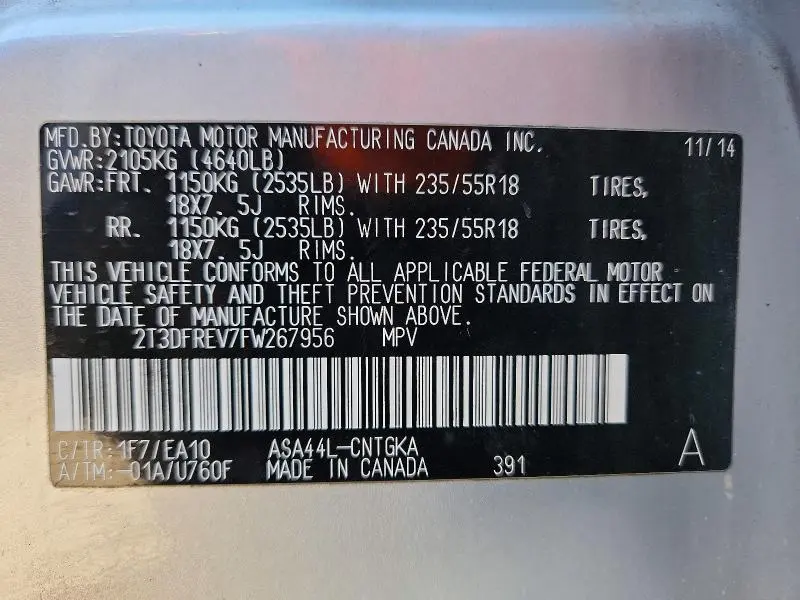 MFD.BY:TOYOTA MOTOR MANUFACTURING CANADA INC. 11/14
GVWR:2105KG (4640LB)
GAWR:FRT. 1150KG (2535LB) WITH 235/55R18 TIRES,
18X7. 5J RIMS.
RR. 1150KG (2535LB) WITH 235/55R18 TIRES,
18X7. 5J RIMS.
THIS VEHICLE CONFORMS TO ALL APPLICABLE FEDERAL MOTOR
VEHICLE SAFETY AND THEFT PREVENTION STANDARDS IN EFFECT ON
THE DATE OF MANUFACTURE SHOWN ABOVE.
2T3DFREV7FW267956 MPV
C/TR:1F7/EA10 ASA44L-CNTGKA
A/TM:-01A/U760F MADE IN CANADA 391 A